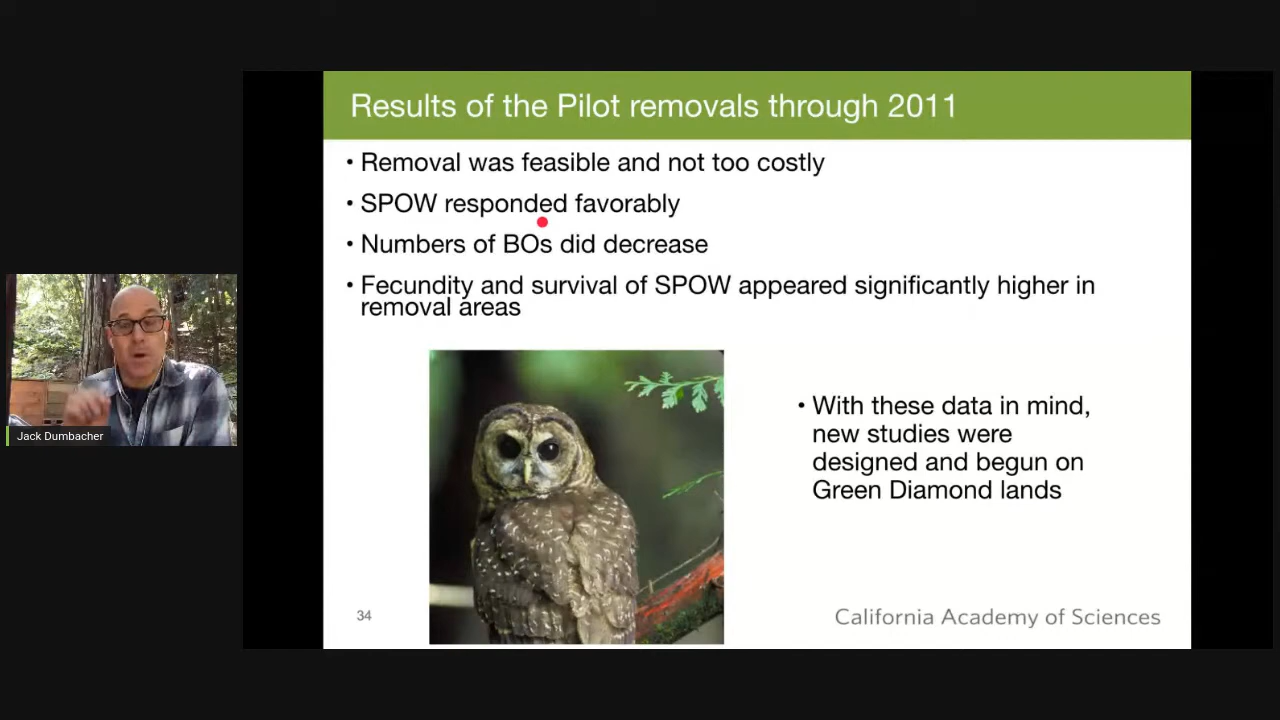 Results of the Pilot removals through 2011
• Removal was feasible and not too costly
• SPOW responded favorably
• Numbers of BOs did decrease
• Fecundity and survival of SPOW appeared significantly higher in
removal areas
• With these data in mind,
new studies were
designed and begun on
Green Diamond lands
34
California Academy of Sciences
Jack Dumbacher